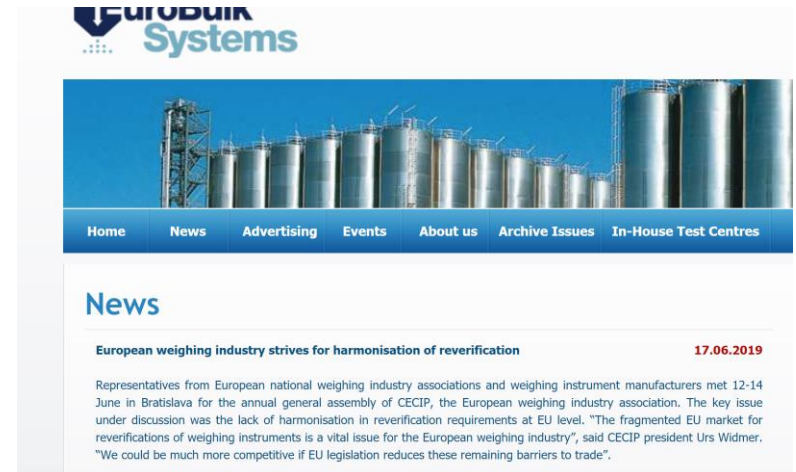 EuroBulk
Systems
Home News Advertising Events About us Archive Issues In-House Test Centres
News
European weighing industry strives for harmonisation of reverification 17.06.2019
Representatives from European national weighing industry associations and weighing instrument manufacturers met 12-14
June in Bratislava for the annual general assembly of CECIP, the European weighing industry association. The key issue
under discussion was the lack of harmonisation in reverification requirements at EU level. “The fragmented EU market for
reverifications of weighing instruments is a vital issue for the European weighing industry”, said CECIP president Urs Widmer.
“We could be much more competitive if EU legislation reduces these remaining barriers to trade”.